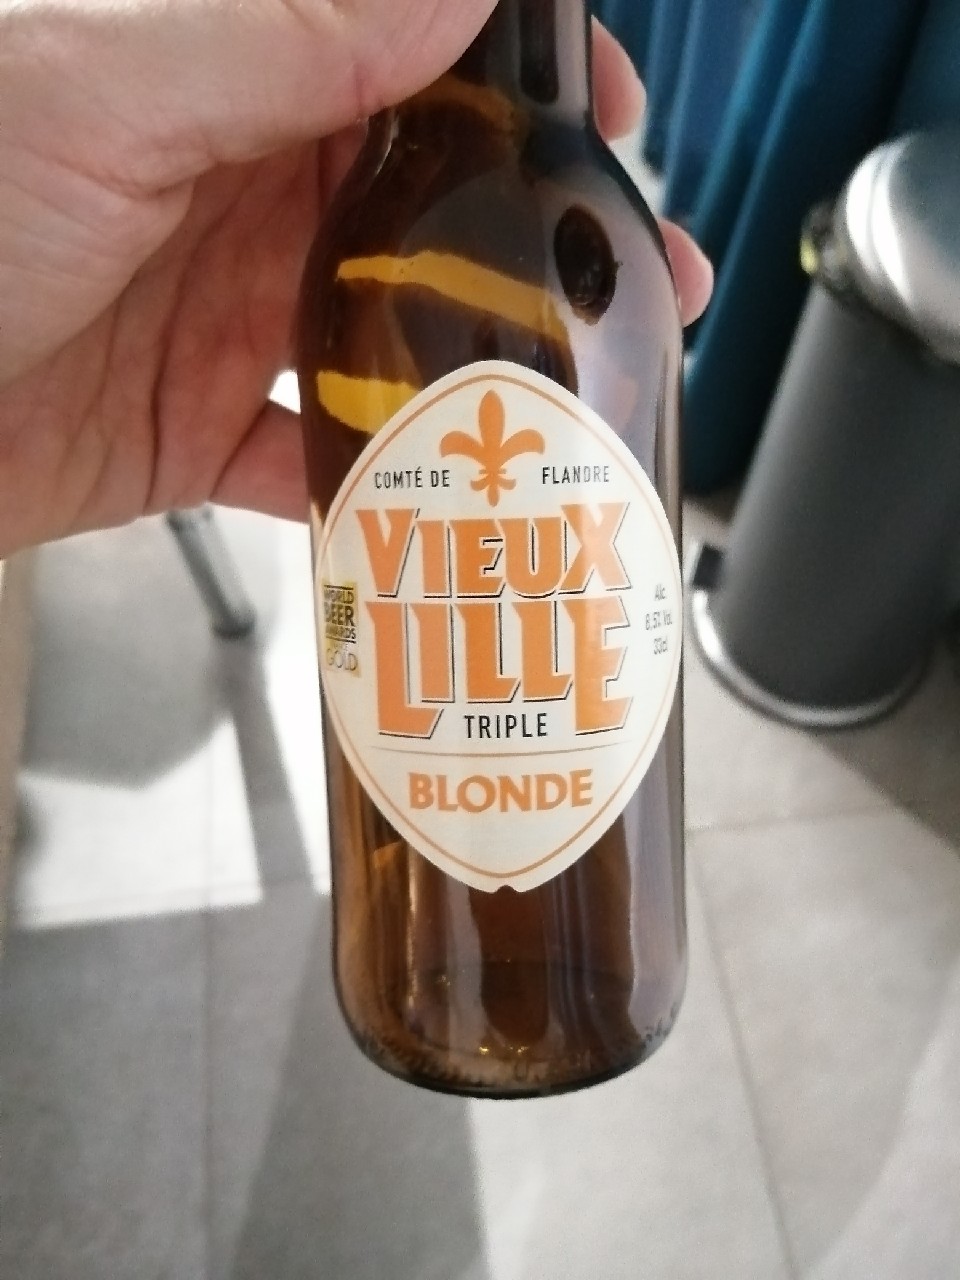 COMTÉ DE FLANDRE
VIEUX
LILLE
TRIPLE
BLONDE
WORLD
BEER
AWARDS
GOLD
Alc.
8,5% Vol.
33cl